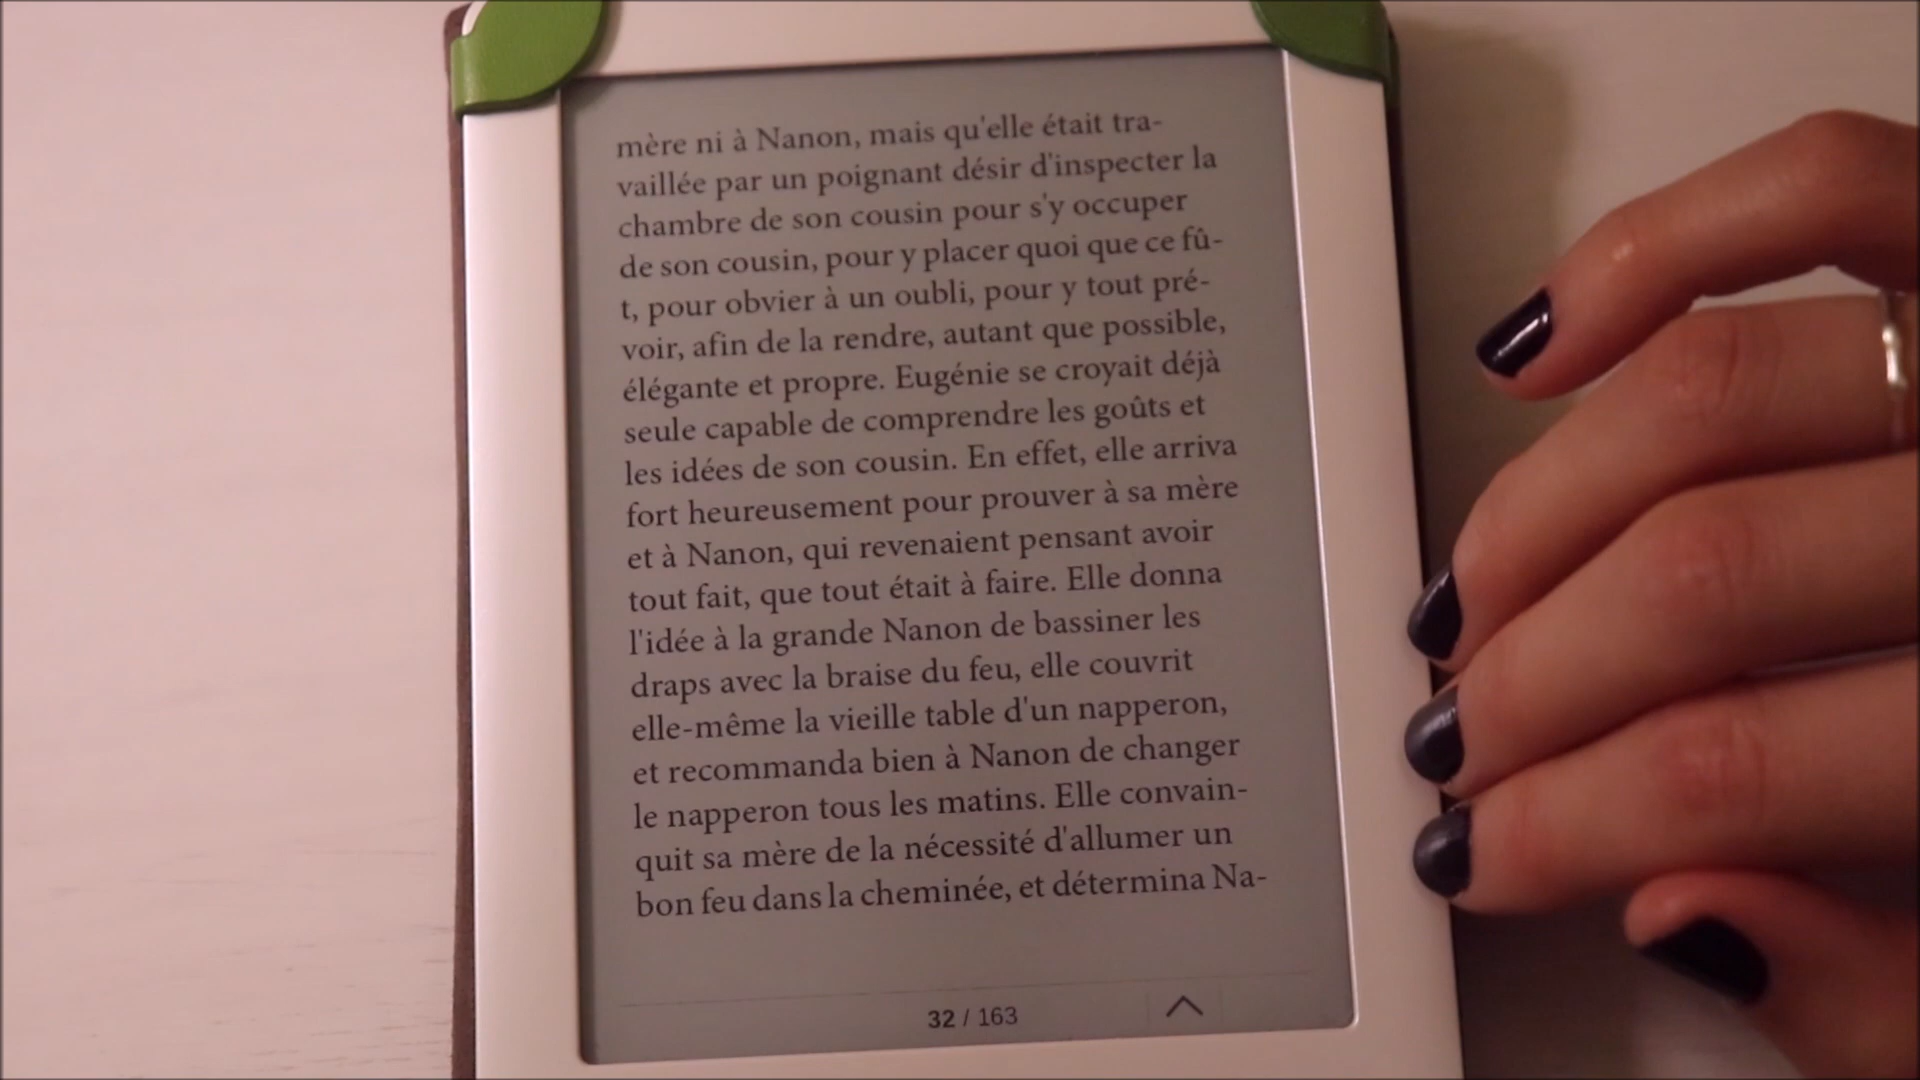 mère ni à Nanon, mais qu'elle était tra-
vaillée par un poignant désir d'inspecter la
chambre de son cousin pour s'y occuper
de son cousin, pour y placer quoi que ce fû-
t, pour obvier à un oubli, pour y tout pré-
voir, afin de la rendre, autant que possible,
élégante et propre. Eugénie se croyait déjà
seule capable de comprendre les goûts et
les idées de son cousin. En effet, elle arriva
fort heureusement pour prouver à sa mère
et à Nanon, qui revenaient pensant avoir
tout fait, que tout était à faire. Elle donna
l'idée à la grande Nanon de bassiner les
draps avec la braise du feu, elle couvrit
elle-même la vieille table d'un napperon,
et recommanda bien à Nanon de changer
le napperon tous les matins. Elle convain-
quit sa mère de la nécessité d'allumer un
bon feu dans la cheminée, et détermina Na-
32 / 163